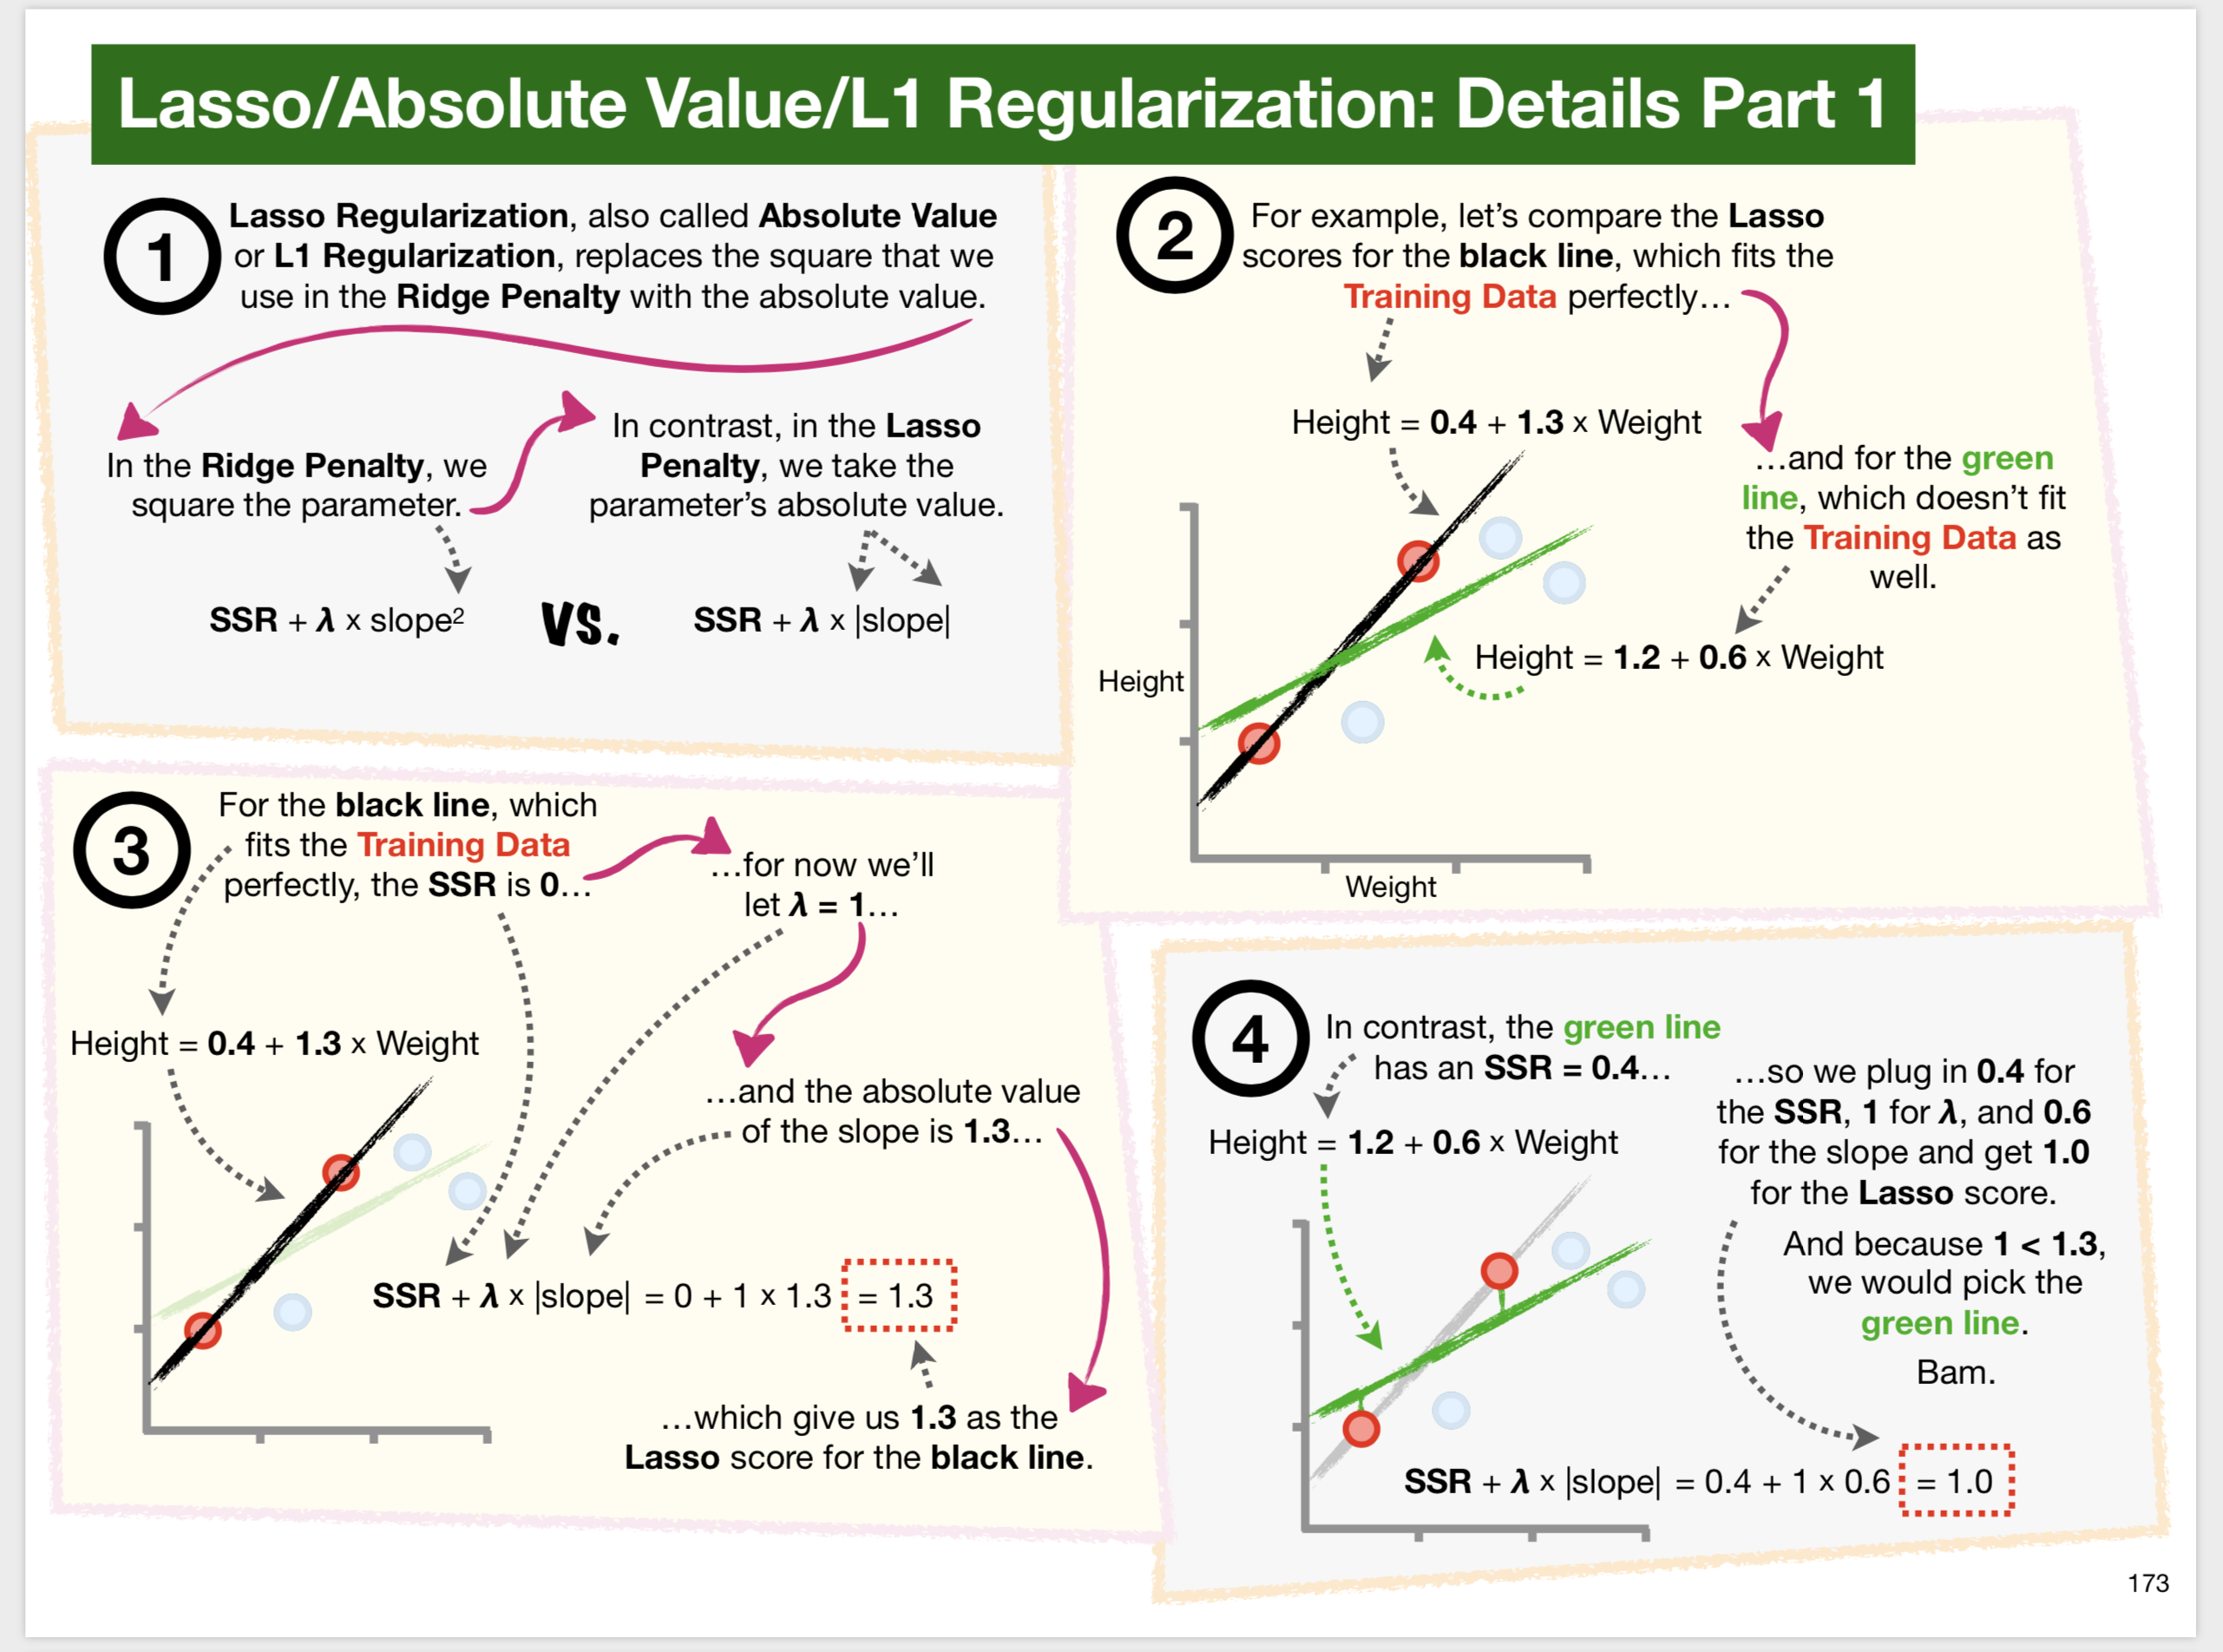 Lasso/Absolute Value/L1 Regularization: Details Part 1
1
Lasso Regularization, also called Absolute Value
or L1 Regularization, replaces the square that we
use in the Ridge Penalty with the absolute value.
In the Ridge Penalty, we
square the parameter.
In contrast, in the Lasso
Penalty, we take the
parameter’s absolute value.
SSR + λ x slope²
VS.
SSR + λ x |slope|
2
For example, let’s compare the Lasso
scores for the black line, which fits the
Training Data perfectly…
Height = 0.4 + 1.3 x Weight
…and for the green
line, which doesn’t fit
the Training Data as
well.
Height = 1.2 + 0.6 x Weight
Height
Weight
3
For the black line, which
fits the Training Data
perfectly, the SSR is 0…
…for now we’ll
let λ = 1…
Height = 0.4 + 1.3 x Weight
…and the absolute value
of the slope is 1.3…
SSR + λ x |slope| = 0 + 1 x 1.3 = 1.3
…which give us 1.3 as the
Lasso score for the black line.
4
In contrast, the green line
has an SSR = 0.4…
Height = 1.2 + 0.6 x Weight
…so we plug in 0.4 for
the SSR, 1 for λ, and 0.6
for the slope and get 1.0
for the Lasso score.
And because 1 < 1.3,
we would pick the
green line.
Bam.
SSR + λ x |slope| = 0.4 + 1 x 0.6 = 1.0
173